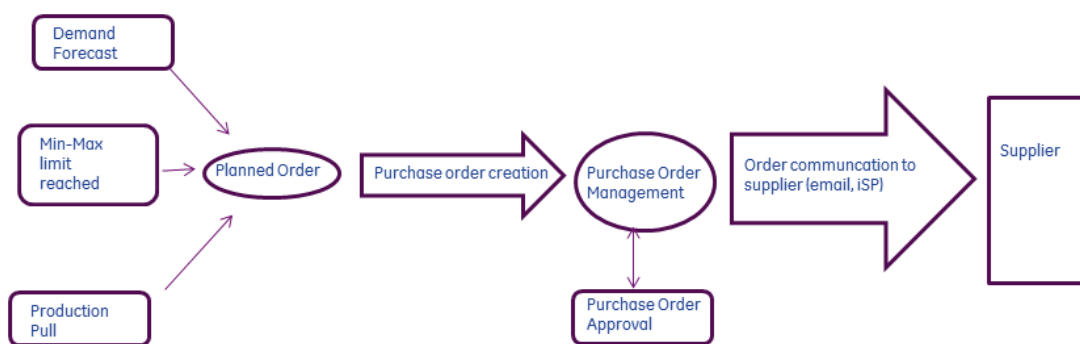 Demand
Forecast
Min-Max
limit
reached
Production
Pull
Planned Order
Purchase order creation
Purchase Order
Management
Purchase Order
Approval
Order communcation to
supplier (email, iSP)
Supplier